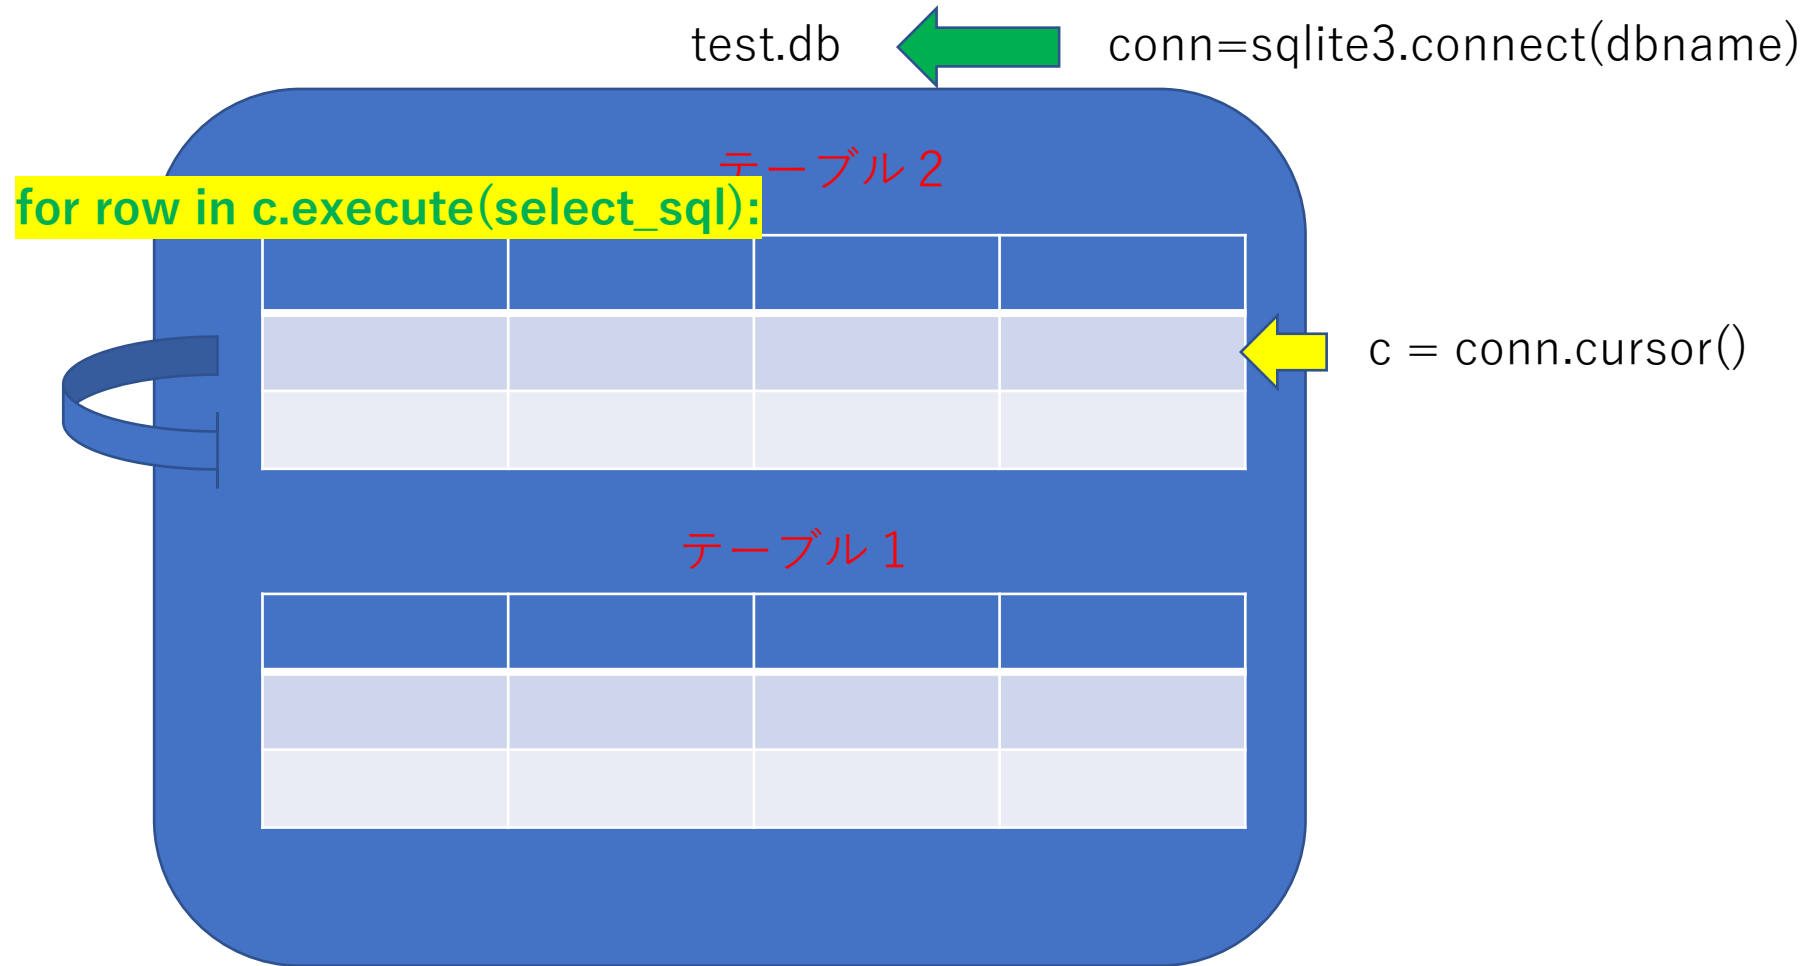 test.db
conn=sqlite3.connect(dbname)
テーブル2
for row in c.execute(select_sql):
c = conn.cursor()
テーブル1